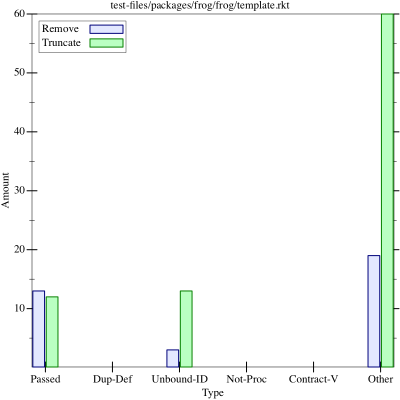 test-files/packages/frog/frog/template.rkt
Remove
Truncate
60
50
40
30
20
10
Amount
Passed Dup-Def Unbound-ID Not-Proc Contract-V Other
Type